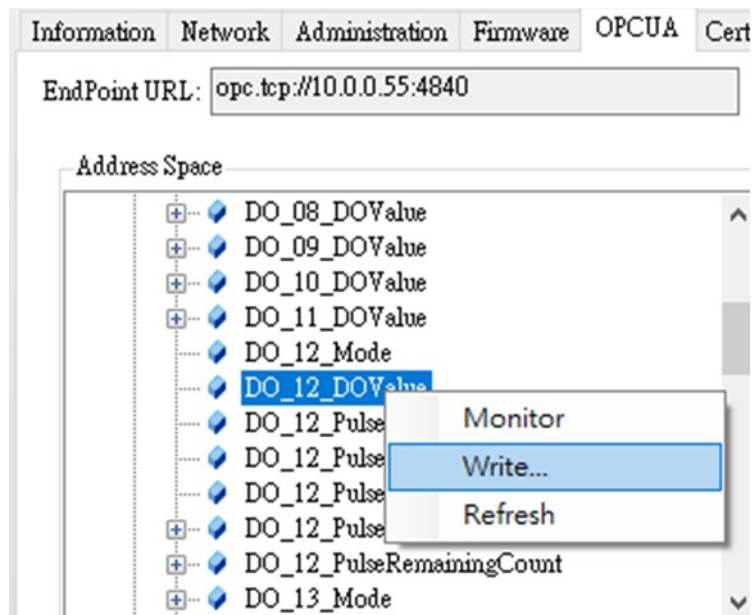 Information Network Administration Firmware OPCUA Cert
EndPoint URL: opc.tcp://10.0.0.55:4840
Address Space
DO_08_DOValue
DO_09_DOValue
DO_10_DOValue
DO_11_DOValue
DO_12_Mode
DO_12_DOValue
DO_12_Pulse
DO_12_Pulse
DO_12_Pulse
DO_12_Pulse
DO_12_PulseRemainingCount
DO_13_Mode
Monitor
Write...
Refresh